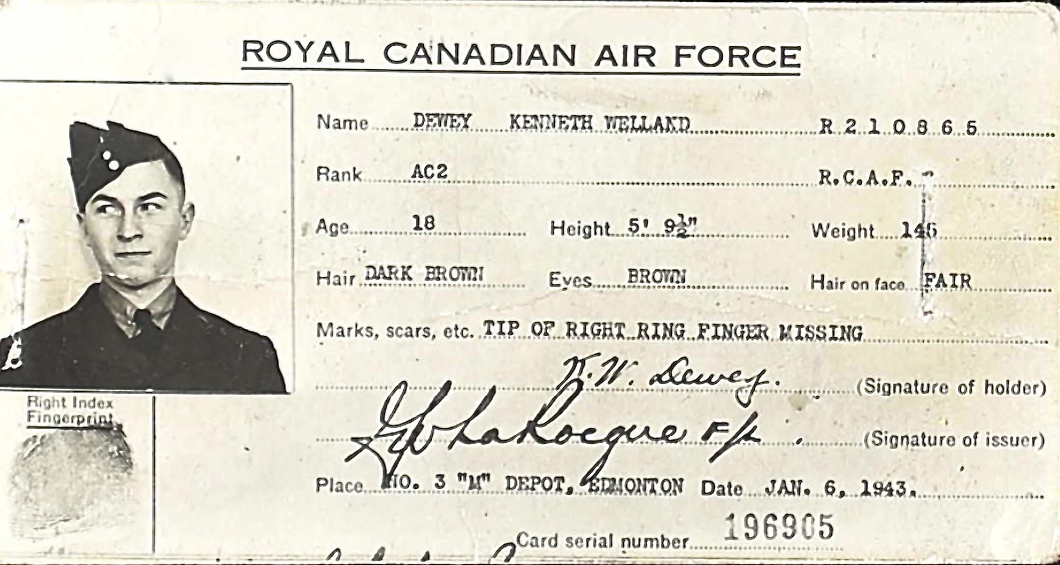 ROYAL CANADIAN AIR FORCE
Name DEWEY KENNETH WELLAND R 2 1 0 8 6 5
Rank AC2 R.C.A.F.
Age 18 Height 5' 9½" Weight 145
Hair DARK BROWN Eyes BROWN Hair on face FAIR
Marks, scars, etc. TIP OF RIGHT RING FINGER MISSING
K.W. Dewey. (Signature of holder)
LaRocque F/L. (Signature of issuer)
Right Index
Fingerprint
Place NO. 3 "M" DEPOT, EDMONTON Date JAN. 6, 1943.
Card serial number 196905